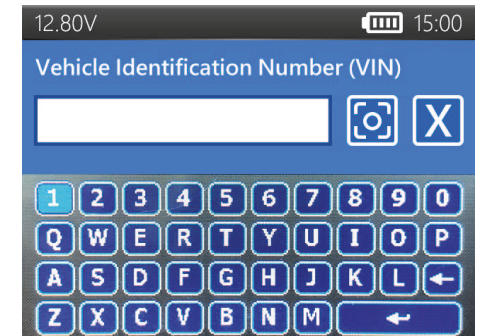 12.80V 15:00
Vehicle Identification Number (VIN)
X
1 2 3 4 5 6 7 8 9 0
Q W E R T Y U I O P
A S D F G H J K L ←
Z X C V B N M ↵